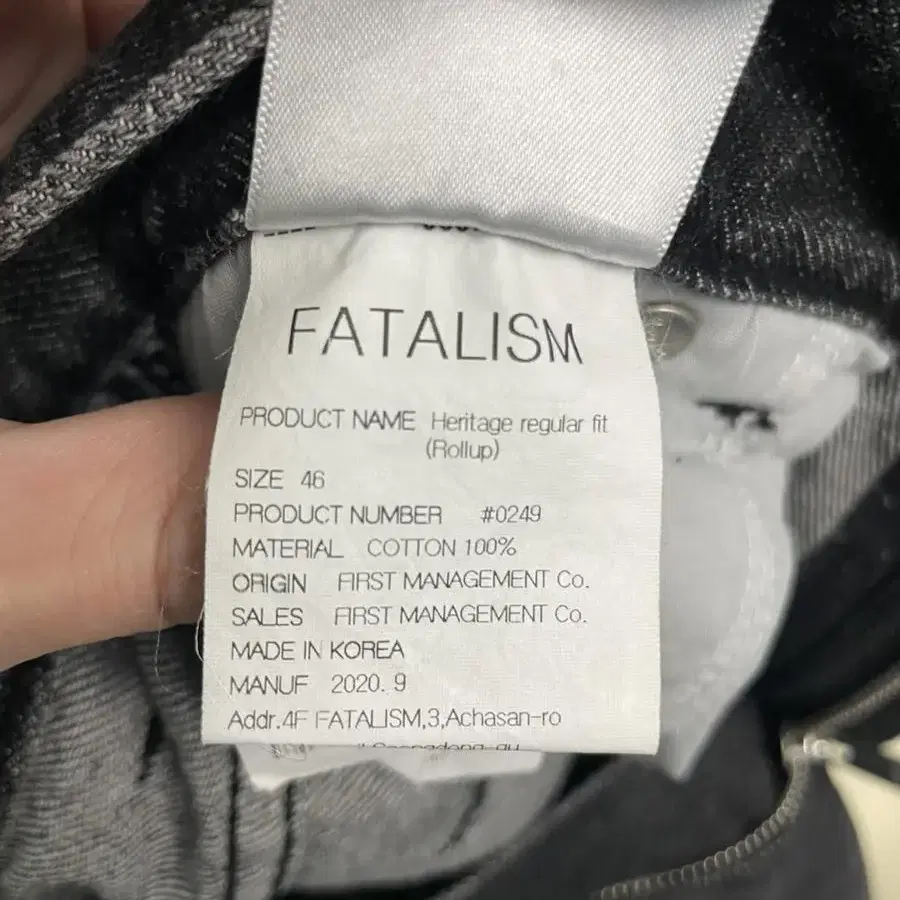 FATALISM
PRODUCT NAME Heritage regular fit
(Rollup)
SIZE 46
PRODUCT NUMBER #0249
MATERIAL COTTON 100%
ORIGIN FIRST MANAGEMENT Co.
SALES FIRST MANAGEMENT Co.
MADE IN KOREA
MANUF 2020. 9
Addr.4F FATALISM,3,Achasan-ro